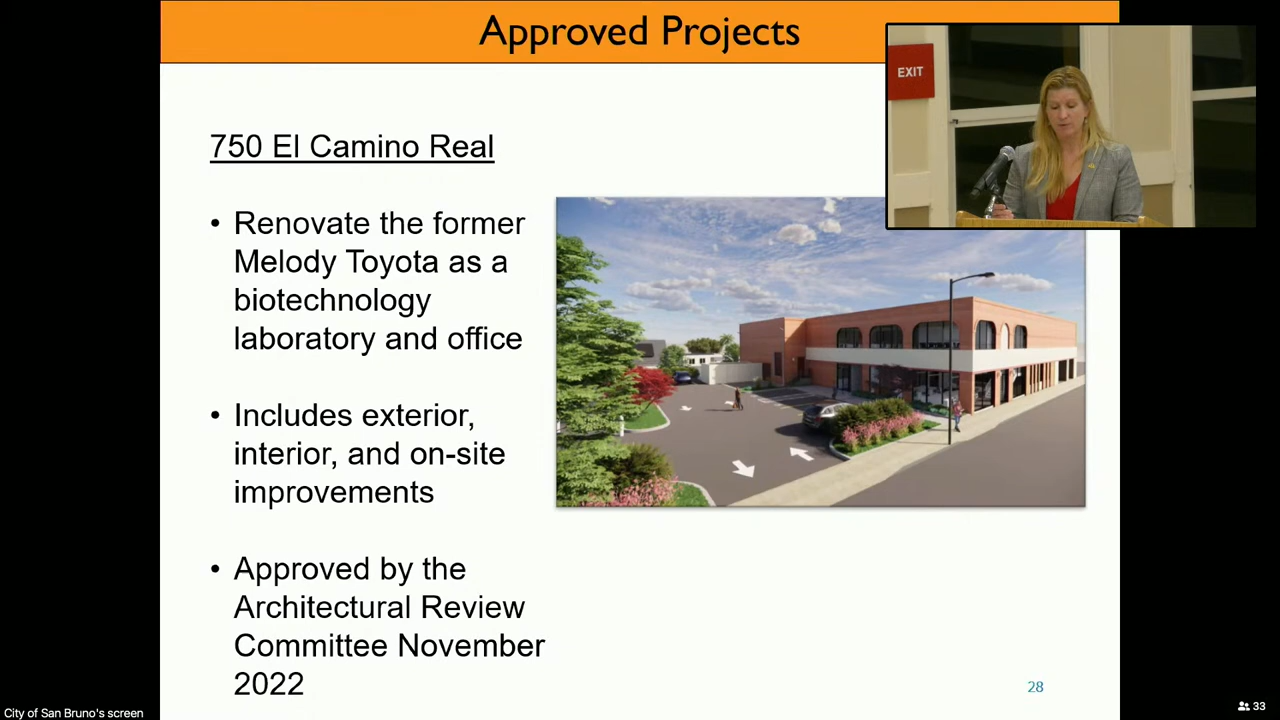 Approved Projects
EXIT
750 El Camino Real
• Renovate the former
Melody Toyota as a
biotechnology
laboratory and office
• Includes exterior,
interior, and on-site
improvements
• Approved by the
Architectural Review
Committee November
2022
28
City of San Bruno's screen
33